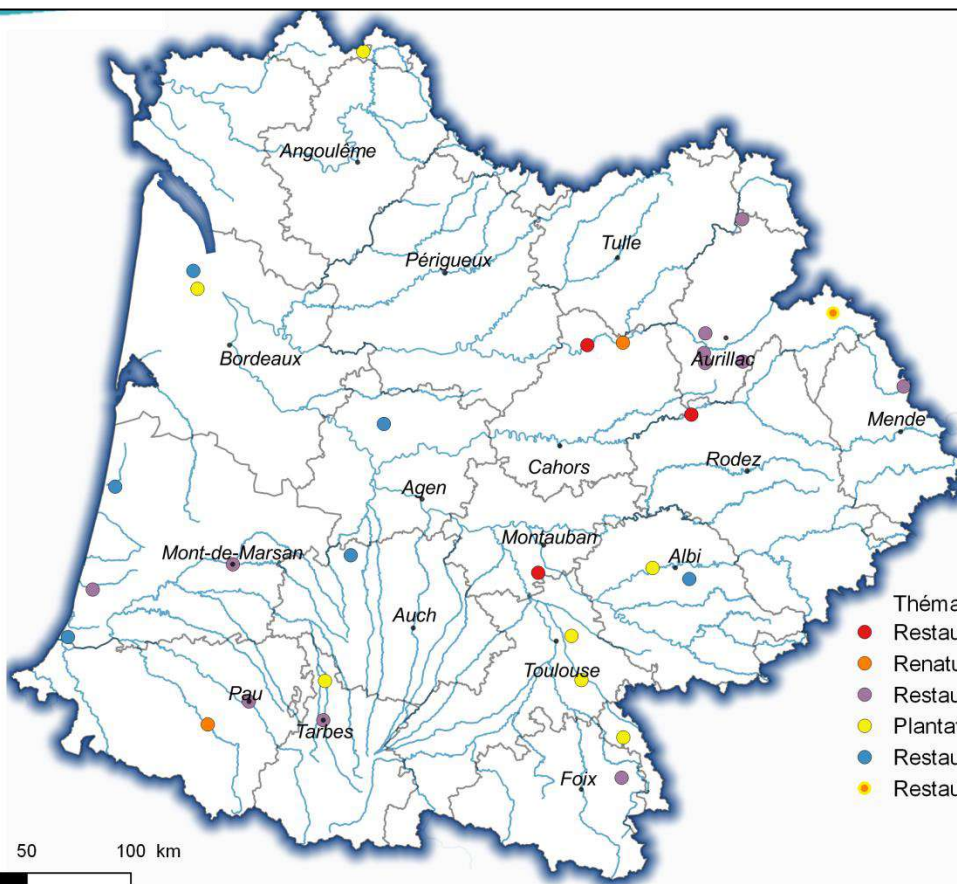 Angoulême
Tulle
Périgueux
Bordeaux
Aurillac
Mende
Cahors
Rodez
Agen
Montauban
Mont-de-Marsan
Albi
Auch
Théma
Restau
Toulouse
Renatu
Pau
Restau
Tarbes
Plantat
Restau
Foix
Restau
50 100 km